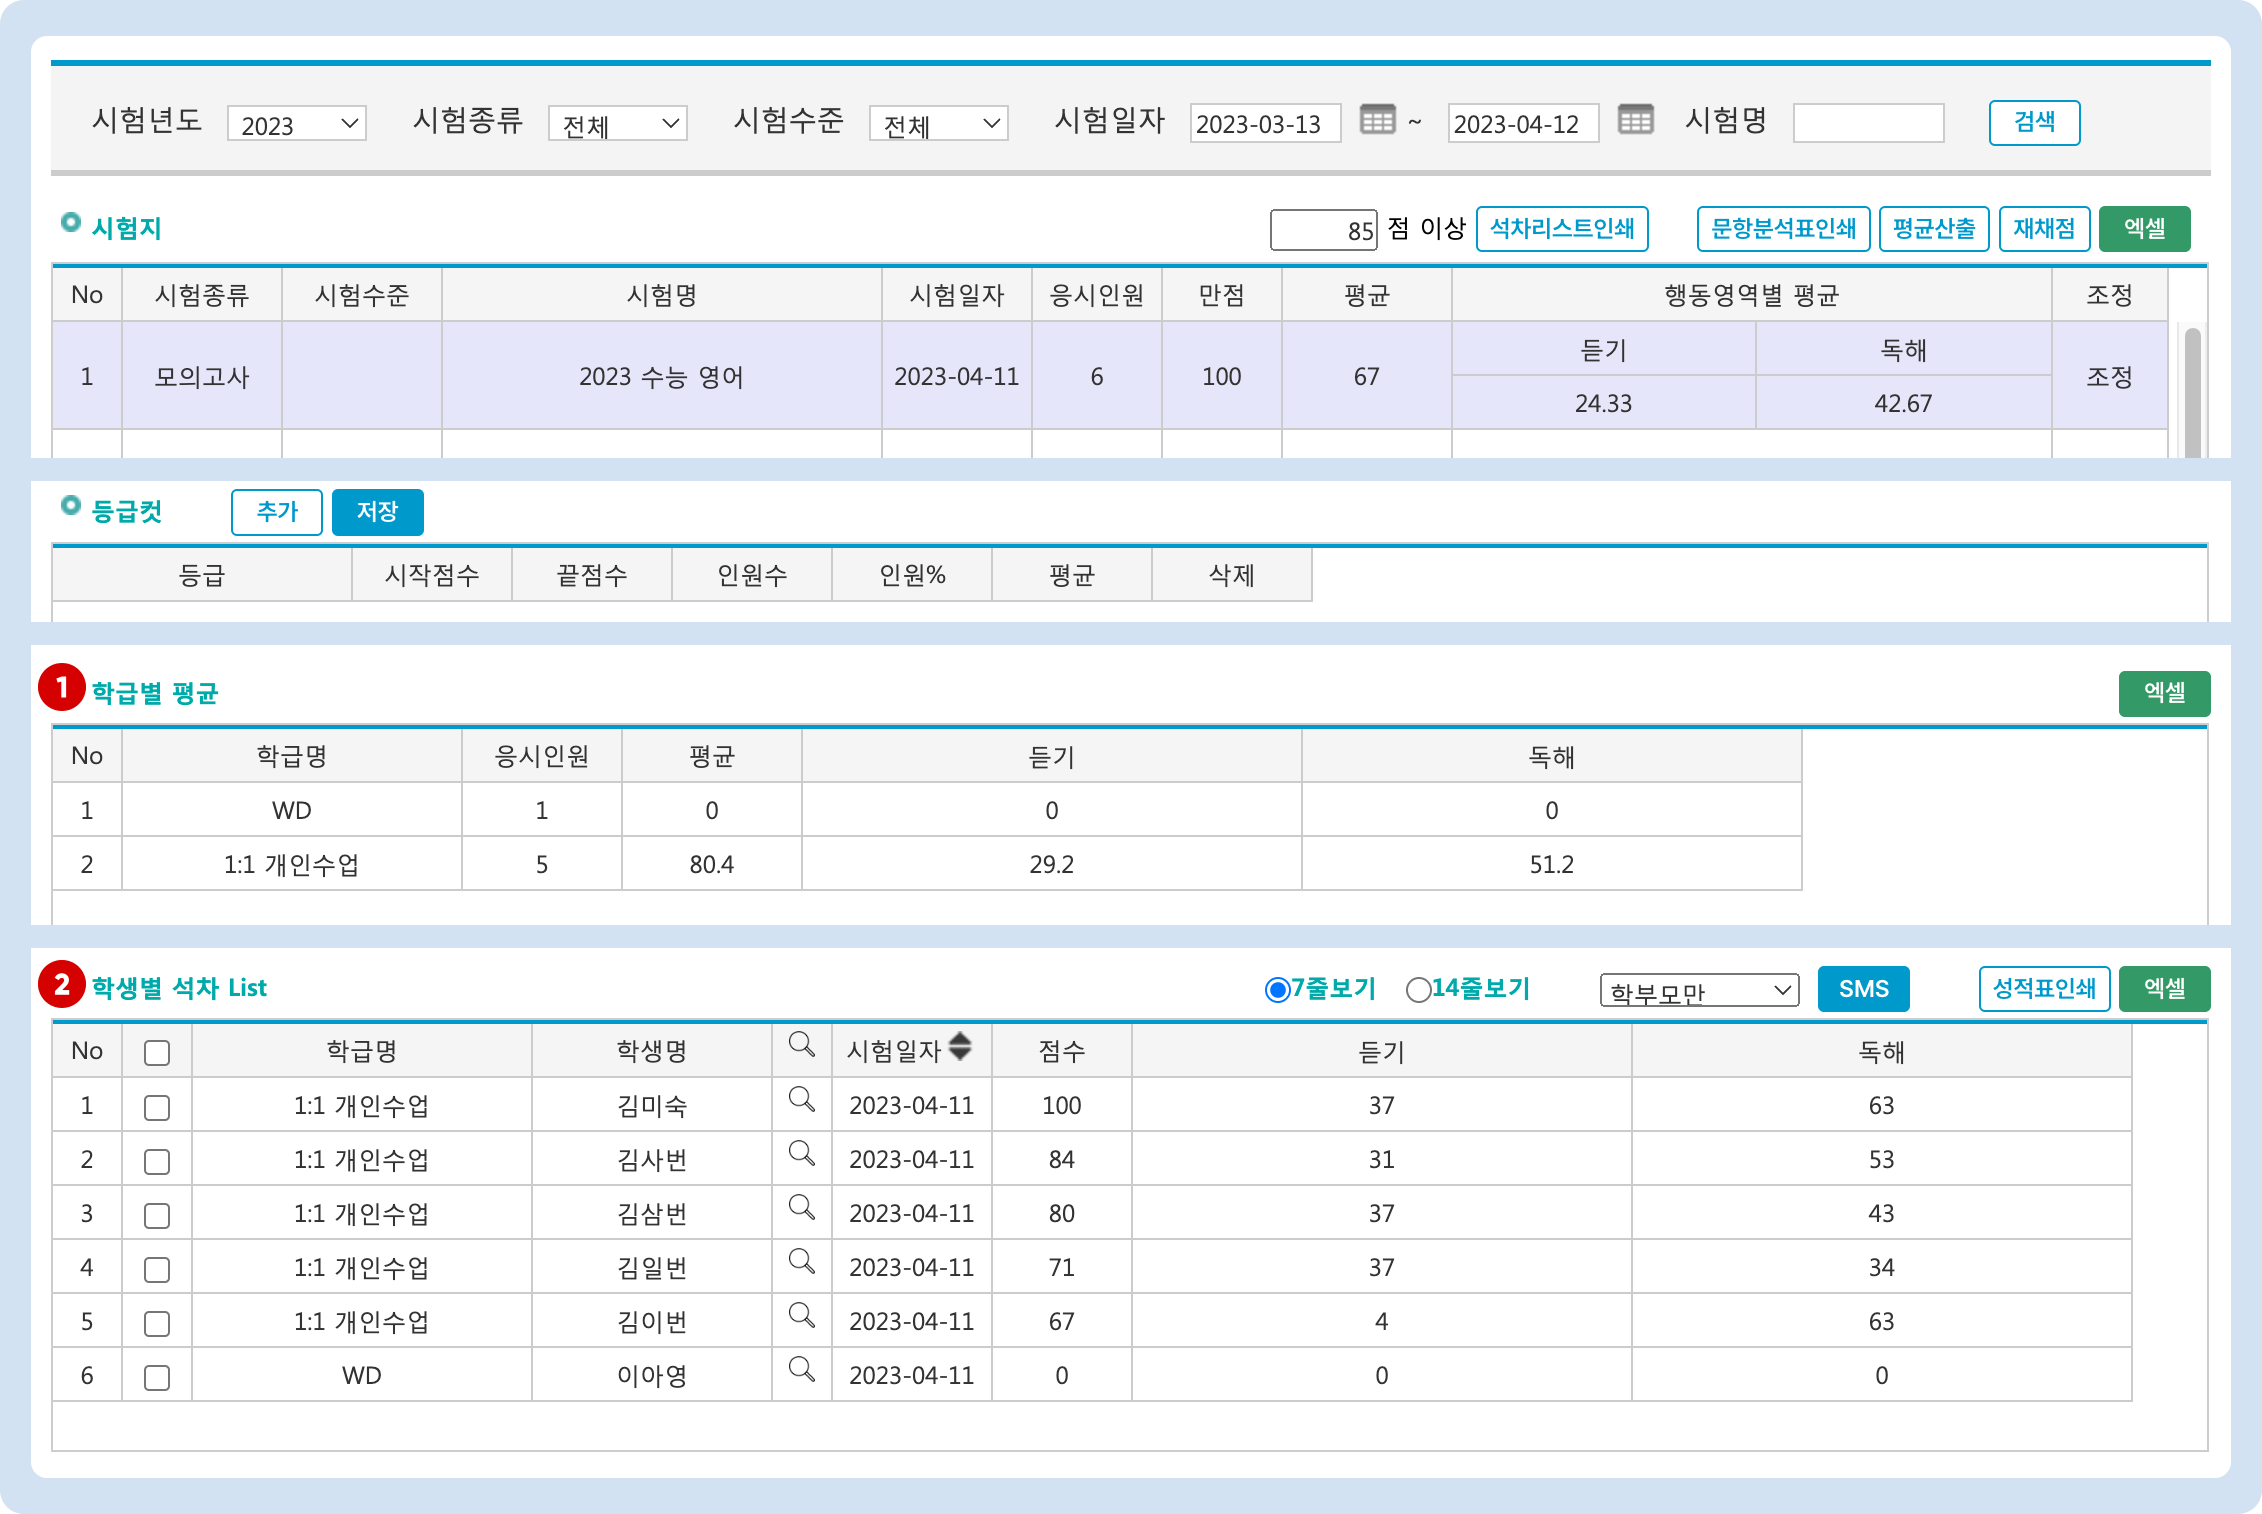 시험년도 2023 시험종류 전체 시험수준 전체 시험일자 2023-03-13 ~ 2023-04-12 시험명 검색
시험지 85 점 이상 석차리스트인쇄 문항분석표인쇄 평균산출 재채점 엑셀
No 시험종류 시험수준 시험명 시험일자 응시인원 만점 평균 행동영역별 평균 조정
듣기 독해
1 모의고사 2023 수능 영어 2023-04-11 6 100 67 조정
24.33 42.67
등급컷 추가 저장
등급 시작점수 끝점수 인원수 인원% 평균 삭제
1 학급별 평균 엑셀
No 학급명 응시인원 평균 듣기 독해
1 WD 1 0 0 0
2 1:1 개인수업 5 80.4 29.2 51.2
2 학생별 석차 List 7줄보기 14줄보기 학부모만 SMS 성적표인쇄 엑셀
No 학급명 학생명 시험일자 점수 듣기 독해
1 1:1 개인수업 김미숙 2023-04-11 100 37 63
2 1:1 개인수업 김사번 2023-04-11 84 31 53
3 1:1 개인수업 김삼번 2023-04-11 80 37 43
4 1:1 개인수업 김일번 2023-04-11 71 37 34
5 1:1 개인수업 김이번 2023-04-11 67 4 63
6 WD 이아영 2023-04-11 0 0 0